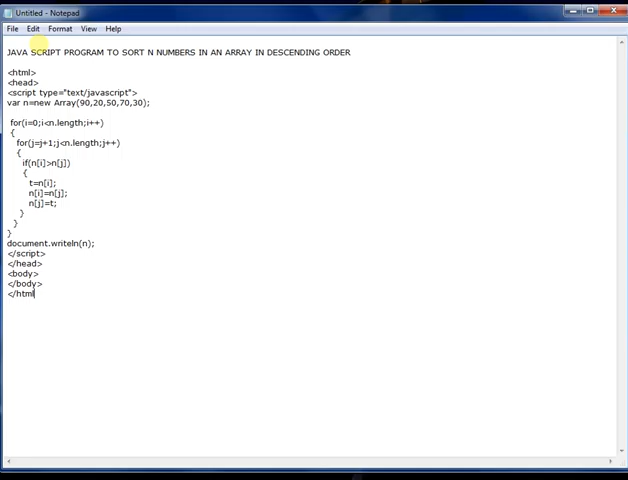 Untitled - Notepad
File Edit Format View Help
JAVA SCRIPT PROGRAM TO SORT N NUMBERS IN AN ARRAY IN DESCENDING ORDER
<html>
<head>
<script type="text/javascript">
var n=new Array(90,20,50,70,30);
for(i=0;i<n.length;i++)
{
for(j=j+1;j<n.length;j++)
{
if(n[i]>n[j])
{
t=n[i];
n[i]=n[j];
n[j]=t;
}
}
}
document.writeln(n);
</script>
</head>
<body>
</body>
</html